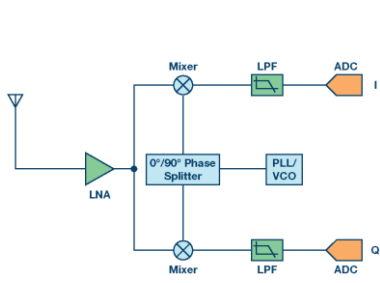 Mixer
LPF
ADC
I
LNA
0°/90° Phase
Splitter
PLL/
VCO
Q
Mixer
LPF
ADC